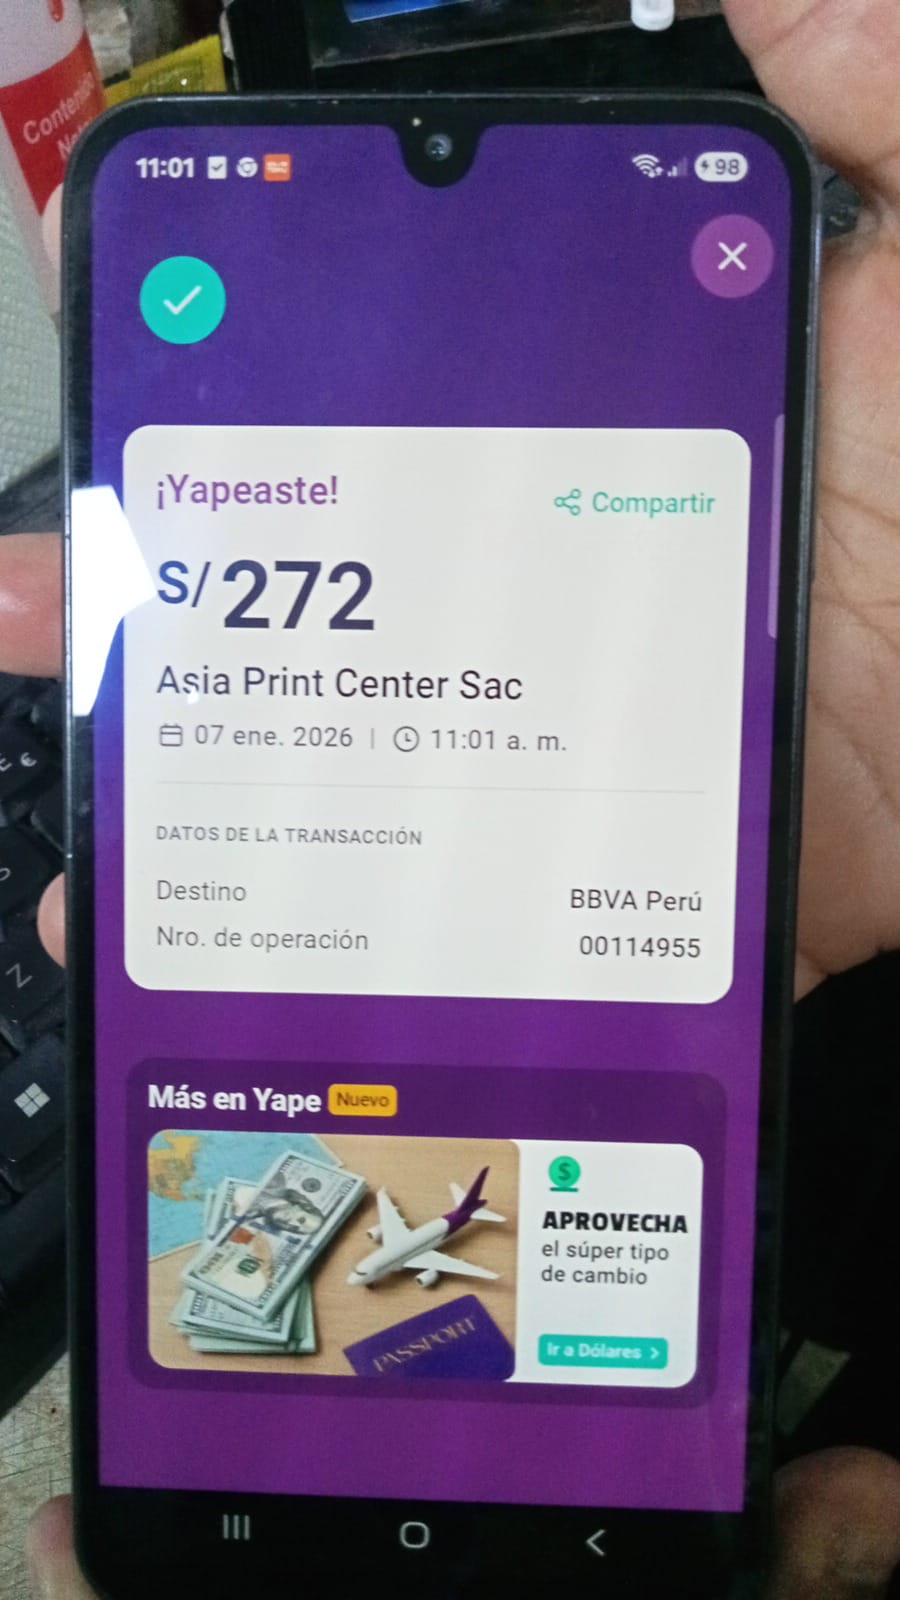 Contenido
11:01
98
¡Yapeaste!
Compartir
S/ 272
Asia Print Center Sac
07 ene. 2026 | 11:01 a. m.
DATOS DE LA TRANSACCIÓN
Destino BBVA Perú
Nro. de operación 00114955
Más en Yape Nuevo
APROVECHA
el súper tipo
de cambio
PASSPORT
Ir a Dólares >